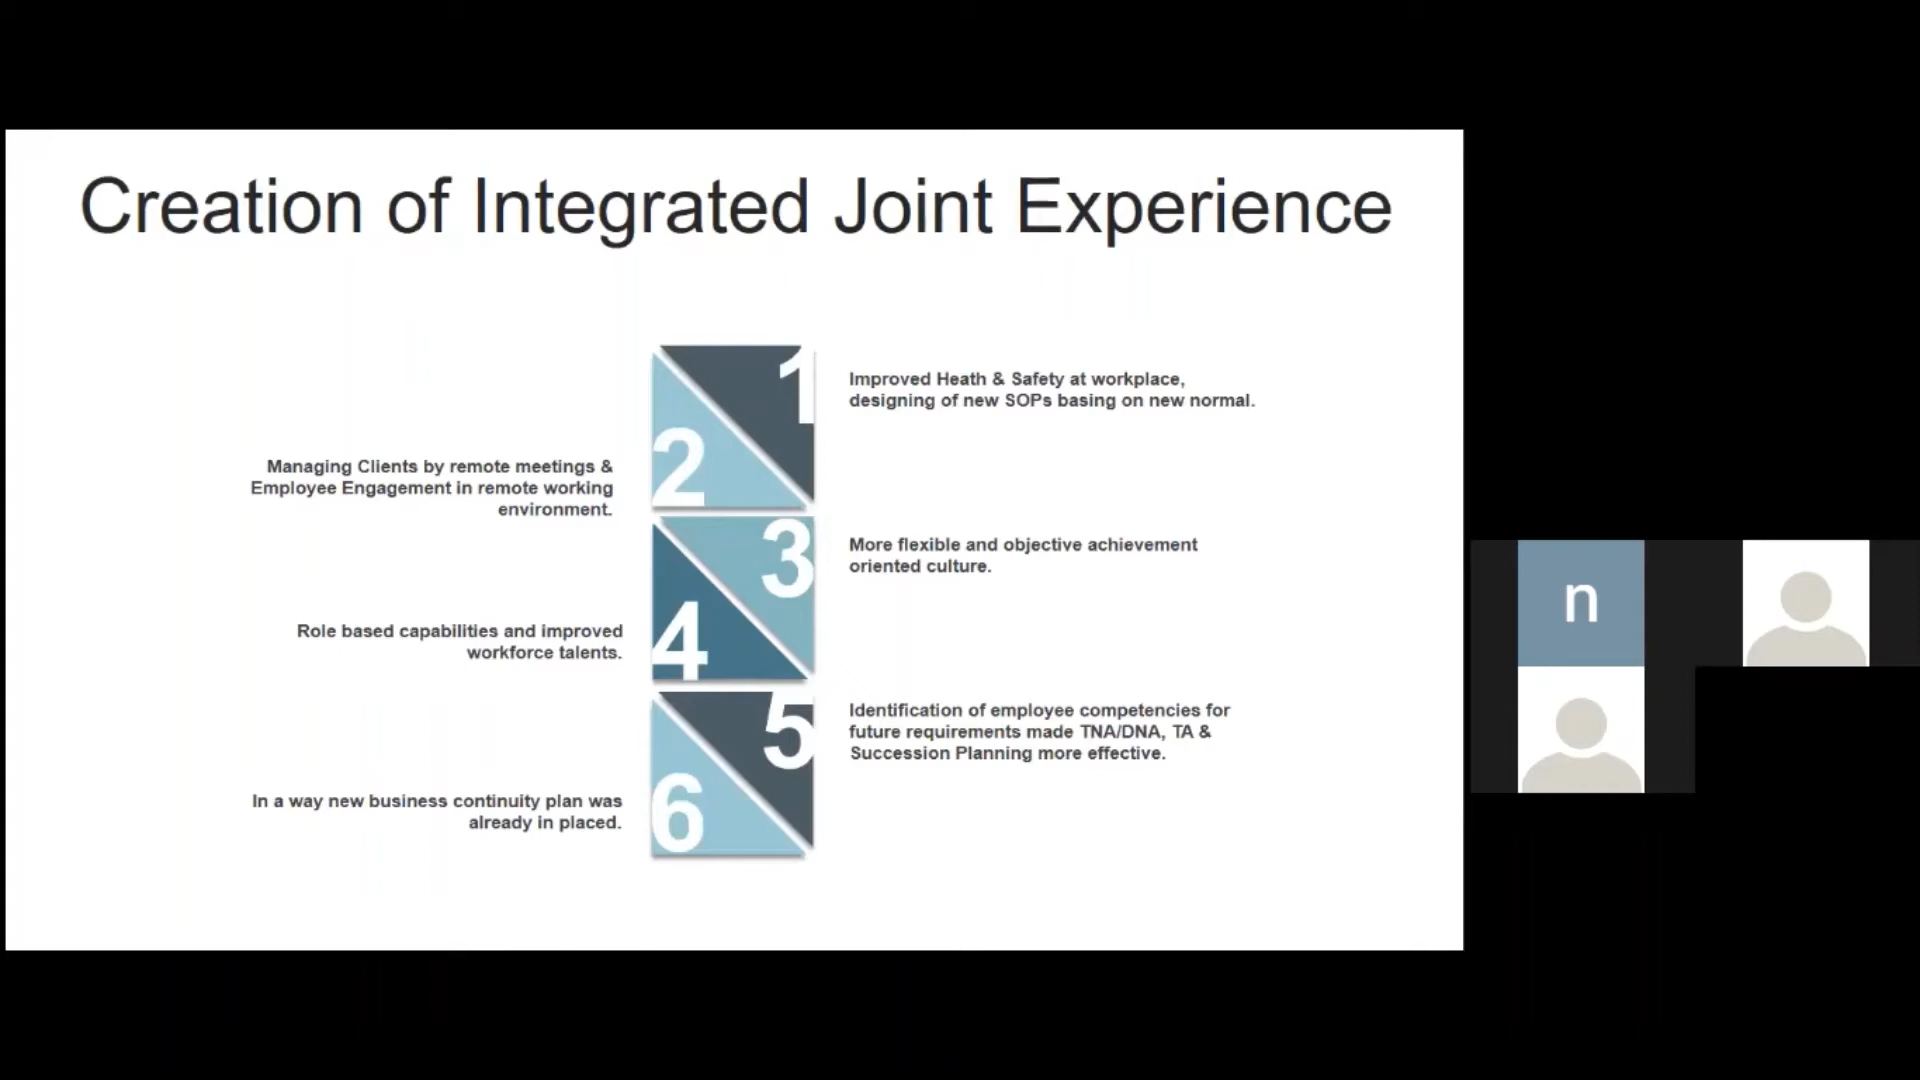 Creation of Integrated Joint Experience
1
Improved Heath & Safety at workplace,
designing of new SOPs basing on new normal.
2
Managing Clients by remote meetings &
Employee Engagement in remote working
environment.
3
More flexible and objective achievement
oriented culture.
4
Role based capabilities and improved
workforce talents.
5
Identification of employee competencies for
future requirements made TNA/DNA, TA &
Succession Planning more effective.
6
In a way new business continuity plan was
already in placed.
n